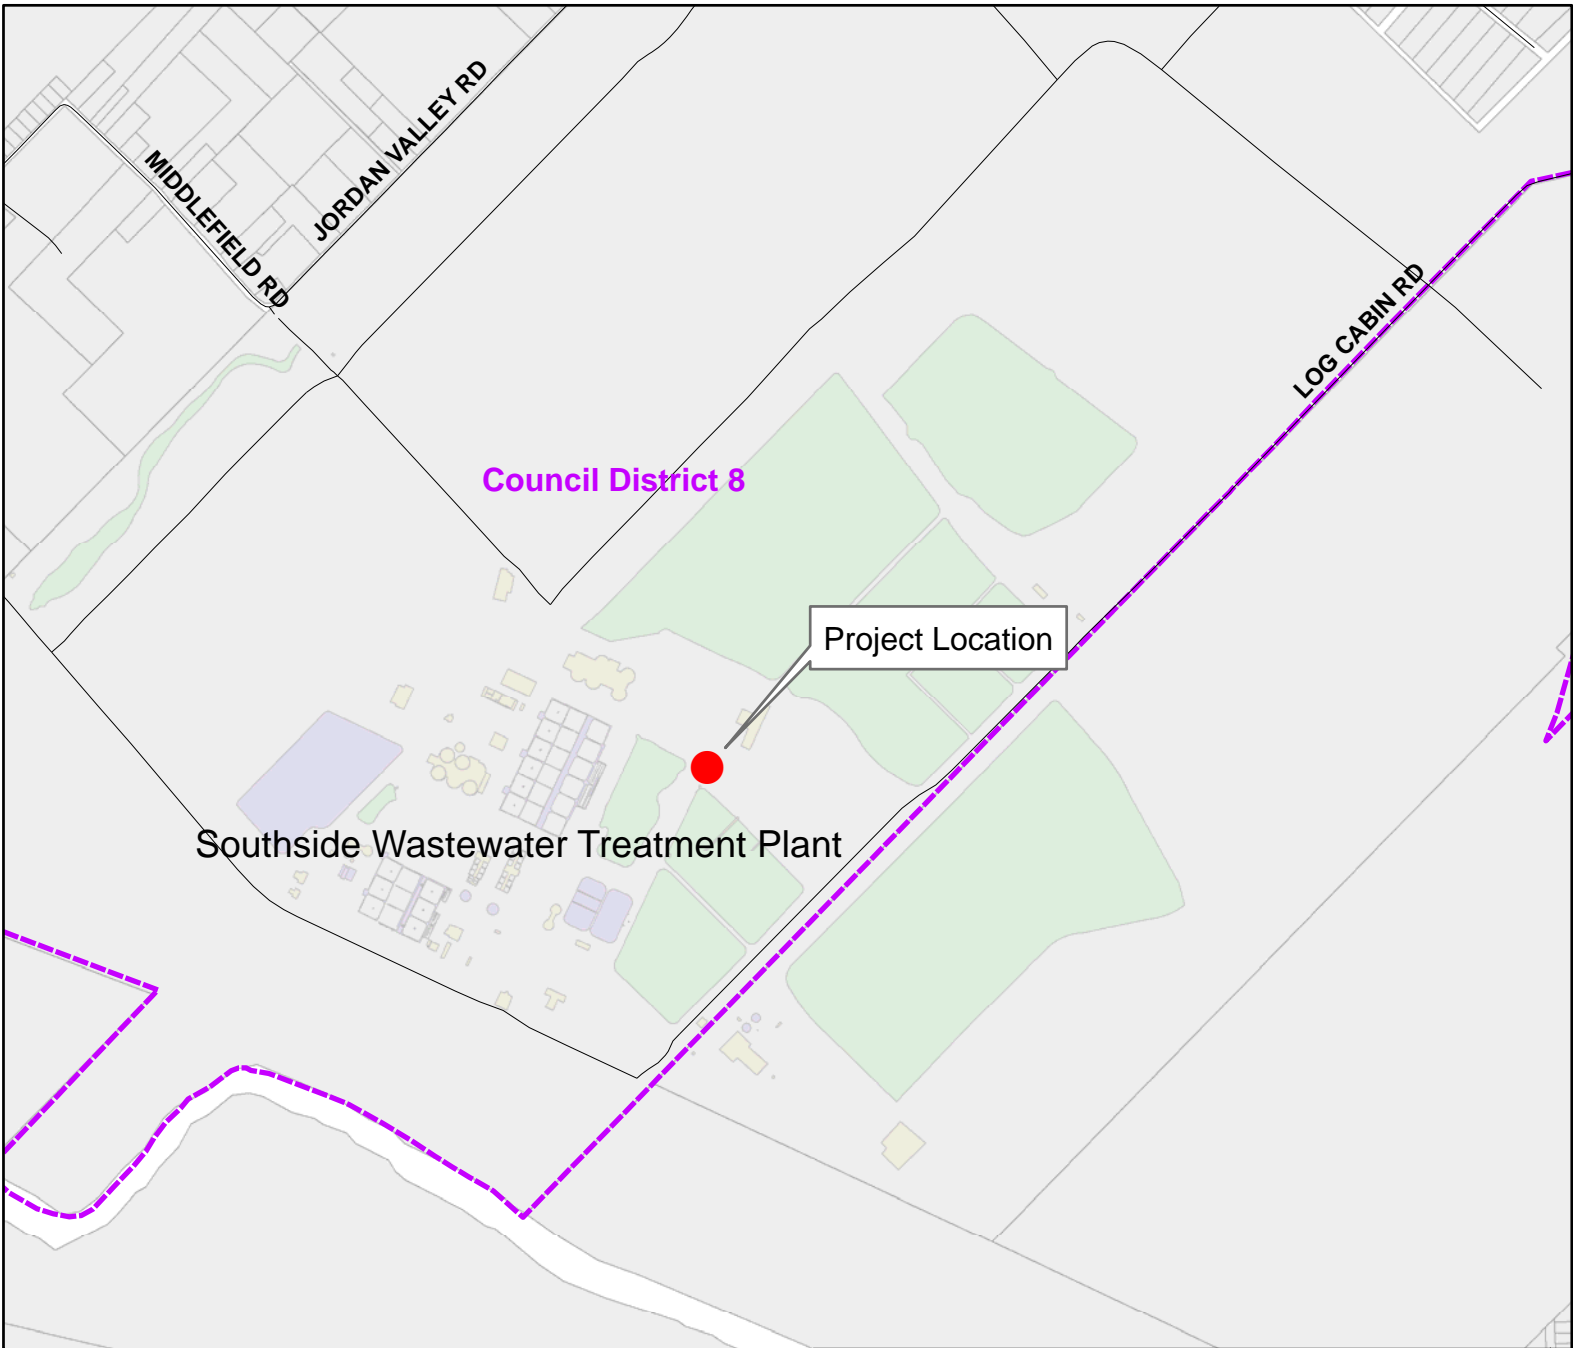 JORDAN VALLEY RD
MIDDLEFIELD RD
LOG CABIN RD
Council District 8
Project Location
Southside Wastewater Treatment Plant